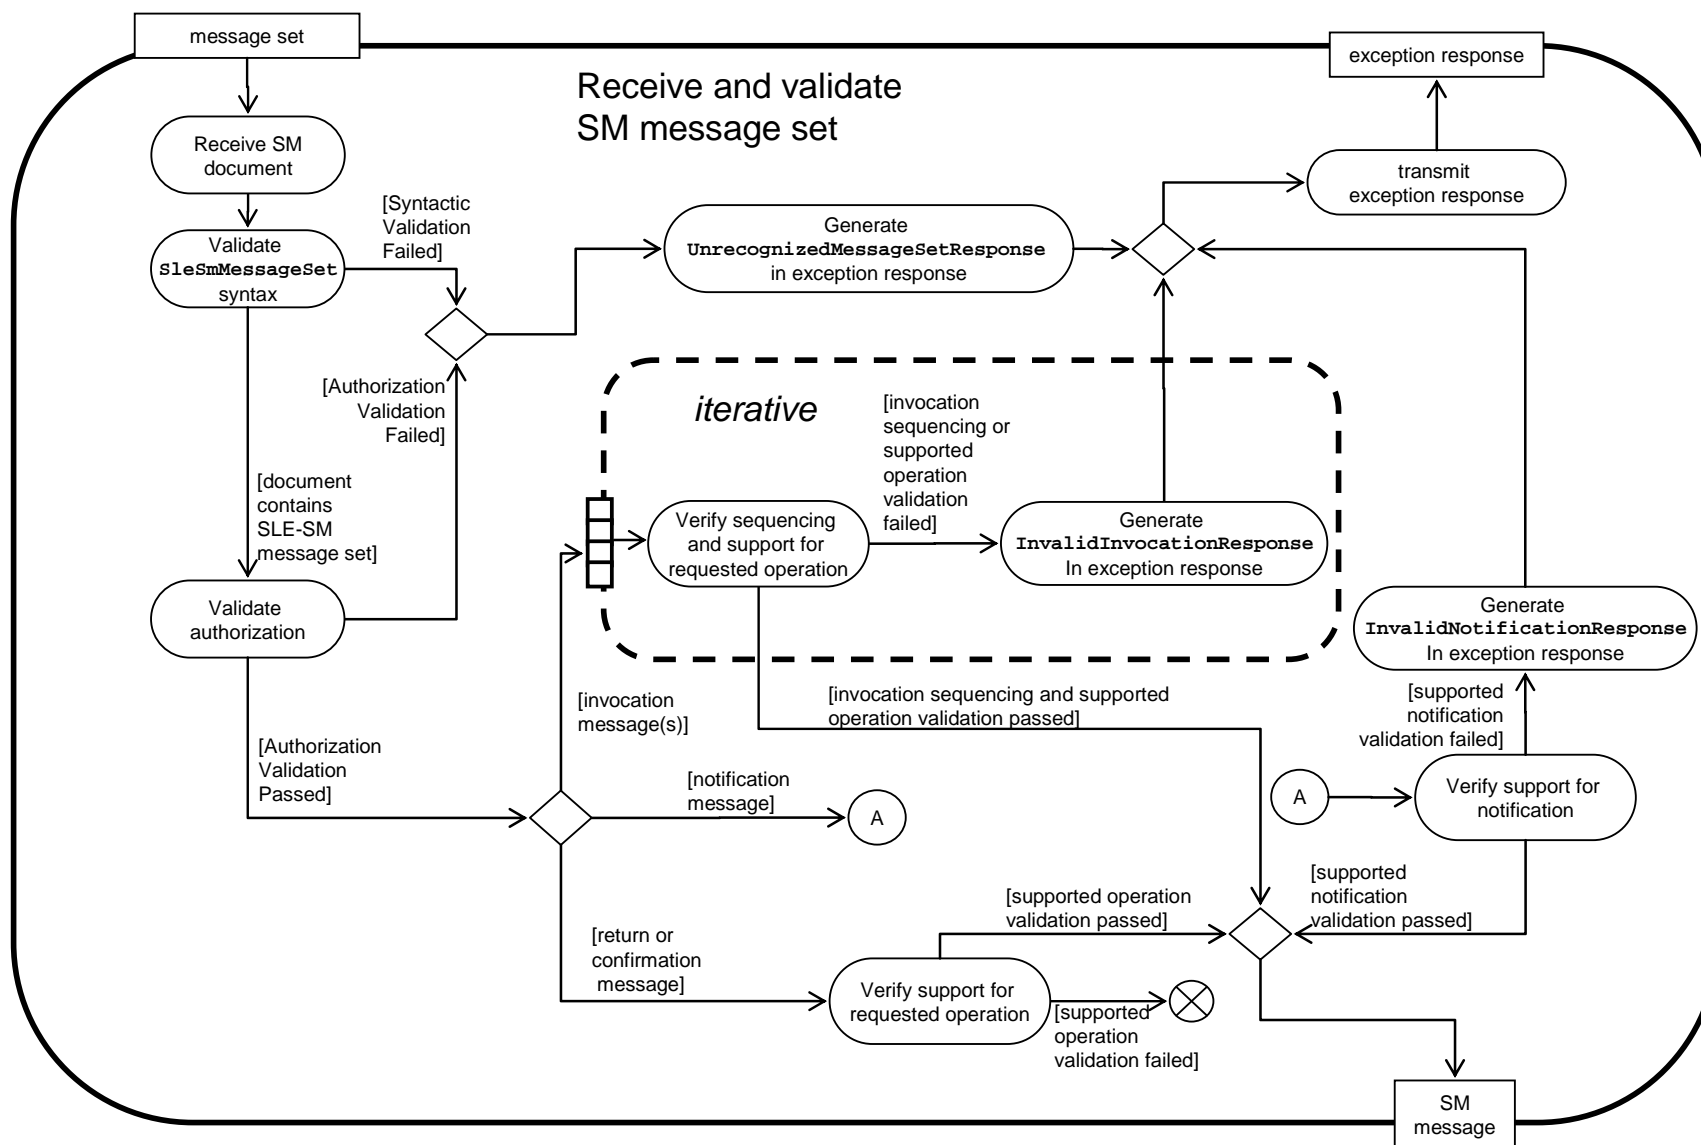 message set
exception response
Receive and validate
SM message set
Receive SM
document
transmit
exception response
[Syntactic
Validation
Failed]
Validate
SleSmMessageSet
syntax
Generate
UnrecognizedMessageSetResponse
in exception response
[Authorization
Validation
Failed]
iterative
[invocation
sequencing or
supported
operation
validation
failed]
[document
contains
SLE-SM
message set]
Verify sequencing
and support for
requested operation
Generate
InvalidInvocationResponse
In exception response
Validate
authorization
Generate
InvalidNotificationResponse
In exception response
[invocation
message(s)]
[invocation sequencing and supported
operation validation passed]
[supported
notification
validation failed]
[Authorization
Validation
Passed]
[notification
message]
A
A
Verify support for
notification
[supported operation
validation passed]
[supported
notification
validation passed]
[return or
confirmation
message]
Verify support for
requested operation
[supported
operation
validation failed]
SM
message